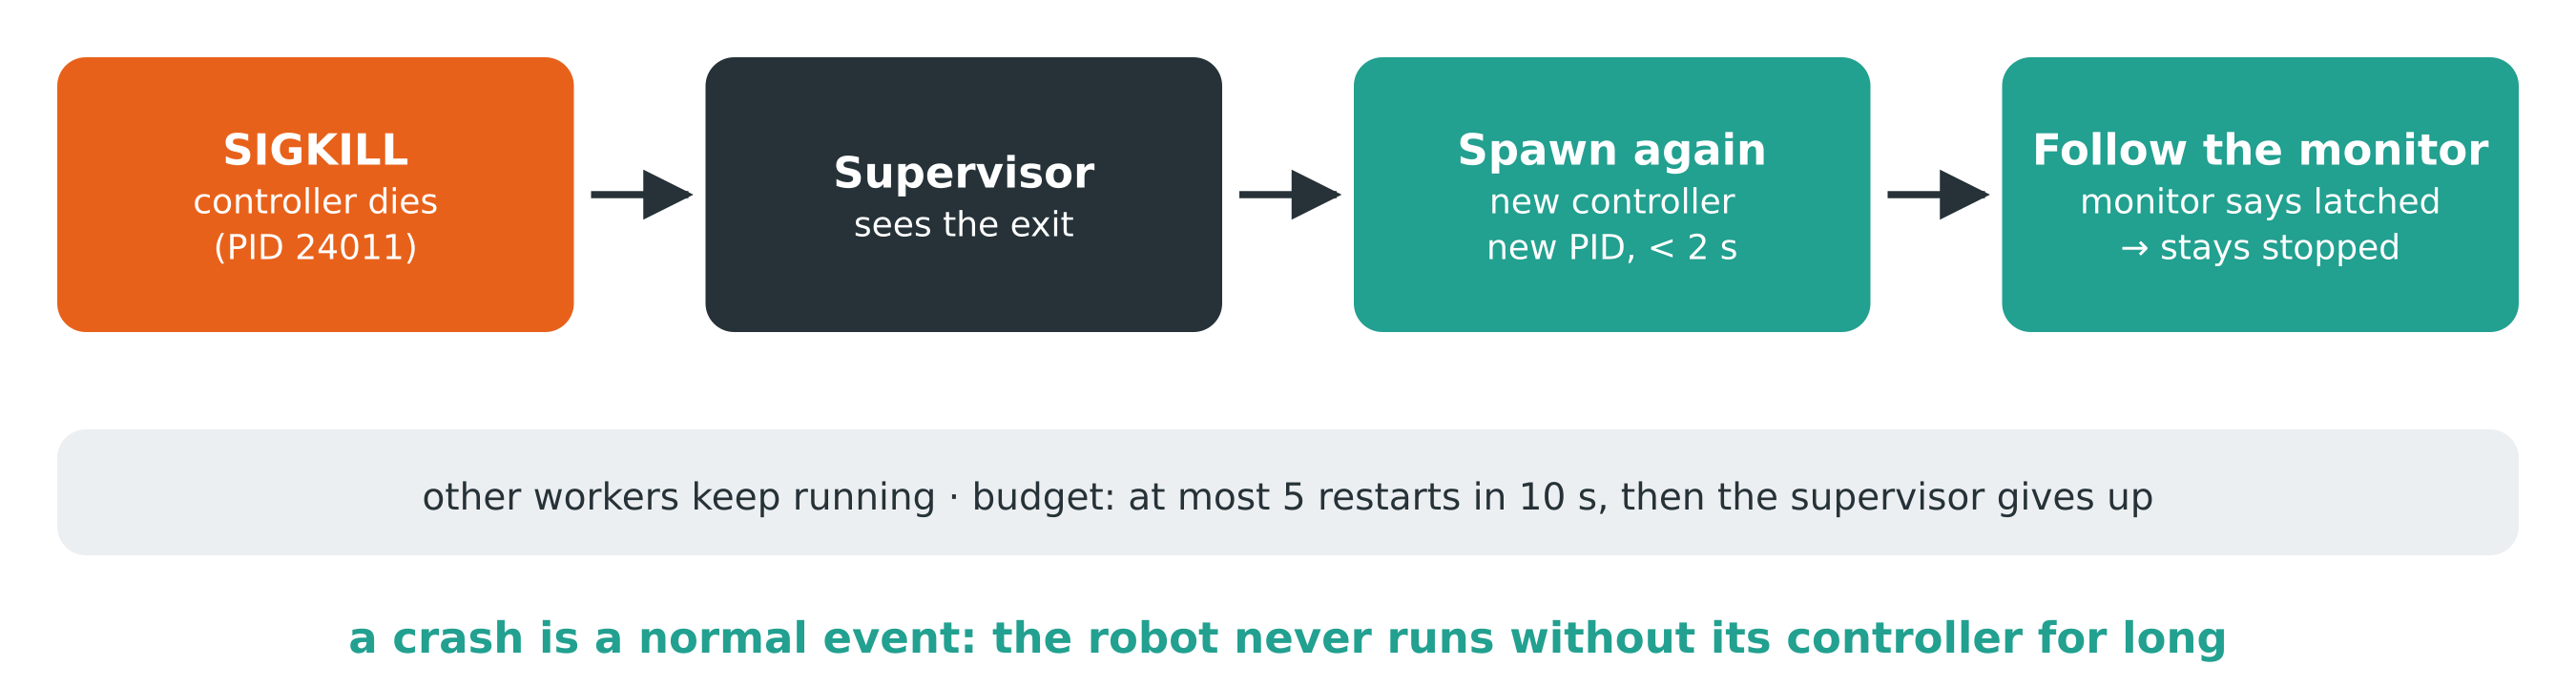 SIGKILL
controller dies
(PID 24011)
Supervisor
sees the exit
Spawn again
new controller
new PID, < 2 s
Follow the monitor
monitor says latched
→ stays stopped
other workers keep running · budget: at most 5 restarts in 10 s, then the supervisor gives up
a crash is a normal event: the robot never runs without its controller for long